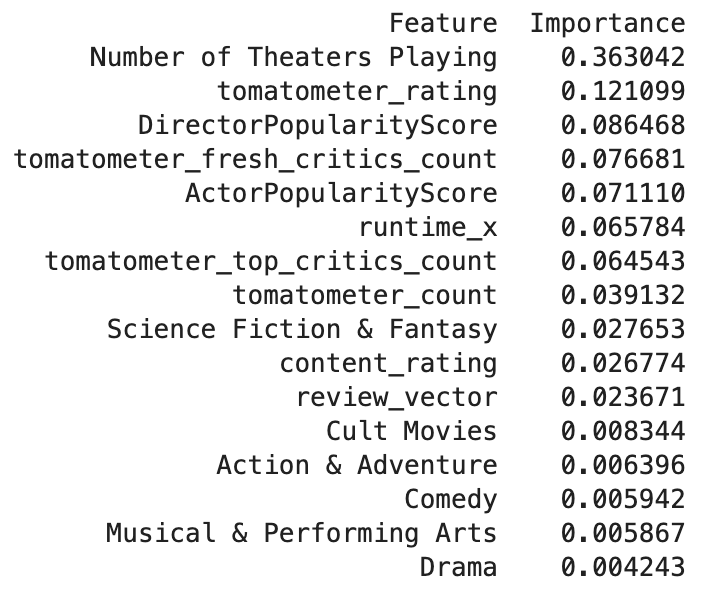 Feature Importance
Number of Theaters Playing 0.363042
tomatometer_rating 0.121099
DirectorPopularityScore 0.086468
tomatometer_fresh_critics_count 0.076681
ActorPopularityScore 0.071110
runtime_x 0.065784
tomatometer_top_critics_count 0.064543
tomatometer_count 0.039132
Science Fiction & Fantasy 0.027653
content_rating 0.026774
review_vector 0.023671
Cult Movies 0.008344
Action & Adventure 0.006396
Comedy 0.005942
Musical & Performing Arts 0.005867
Drama 0.004243